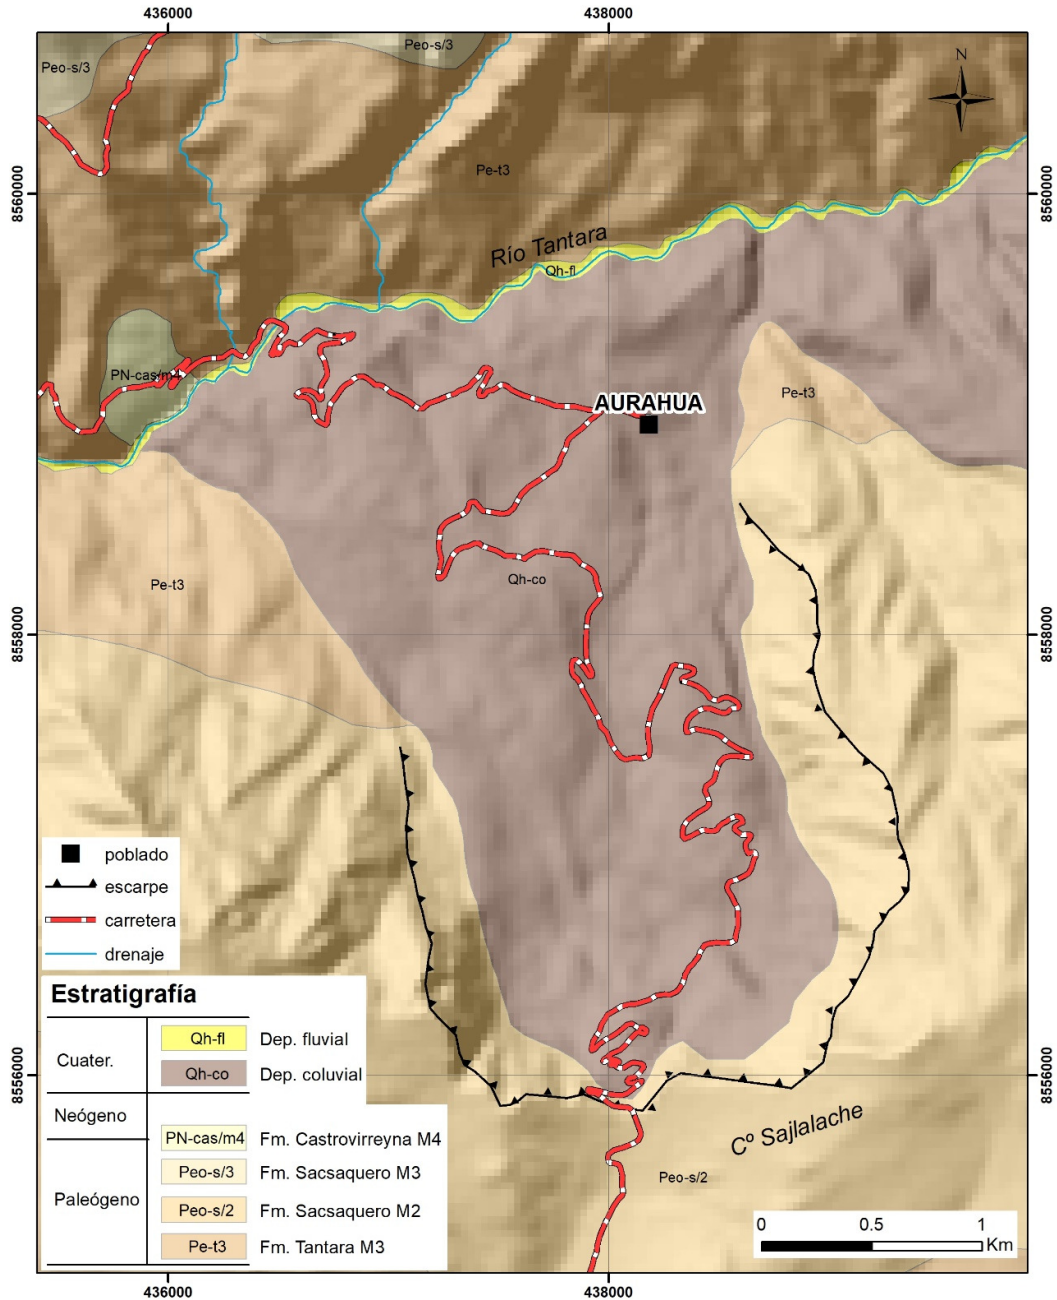 436000
438000
Peo-s/3
Peo-s/3
N
Pe-t3
8560000
8560000
Río Tantara
Qh-fl
PN-cas/m4
AURAHUA
Pe-t3
Qh-co
Pe-t3
8558000
8558000
poblado
escarpe
carretera
drenaje
Estratigrafía
Cuater.
Qh-fl Dep. fluvial
Qh-co Dep. coluvial
Neógeno
PN-cas/m4 Fm. Castrovirreyna M4
Peo-s/3 Fm. Sacsaquero M3
Paleógeno
Peo-s/2 Fm. Sacsaquero M2
Pe-t3 Fm. Tantara M3
8556000
8556000
Cº Sajlalache
Peo-s/2
0 0.5 1
Km
436000
438000